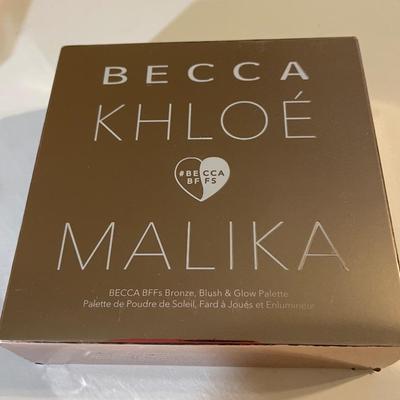 BECCA
KHLOÉ
#BECCA
BFFS
MALIKA
BECCA BFFs Bronze, Blush & Glow Palette
Palette de Poudre de Soleil, Fard à Joues et Enlumineur